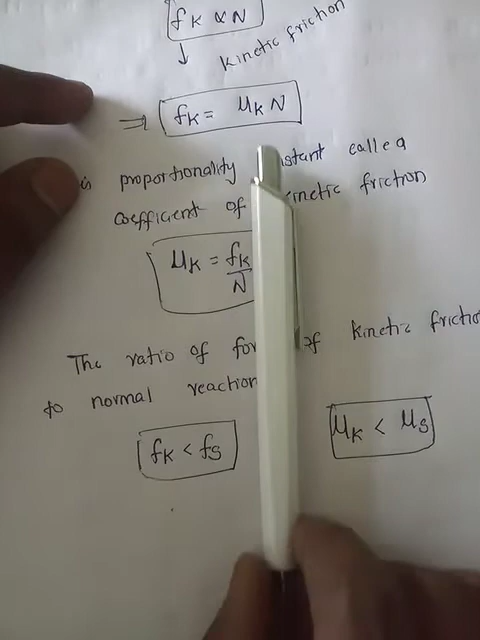 fK ∝ N
↓ kinetic friction
⇒ fK = μK N
is proportionality called
coefficient of kinetic friction
μK = fK/N
The ratio of of kinetic
to normal reaction
fK < fS μK < μS